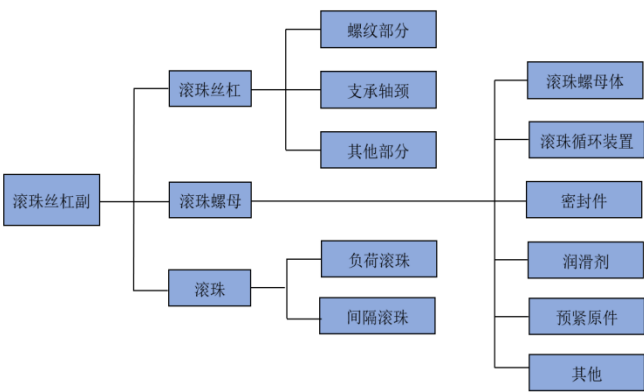 滚珠丝杠副
滚珠丝杠
螺纹部分
支承轴颈
其他部分
滚珠螺母
滚珠螺母体
滚珠循环装置
密封件
润滑剂
预紧原件
其他
滚珠
负荷滚珠
间隔滚珠